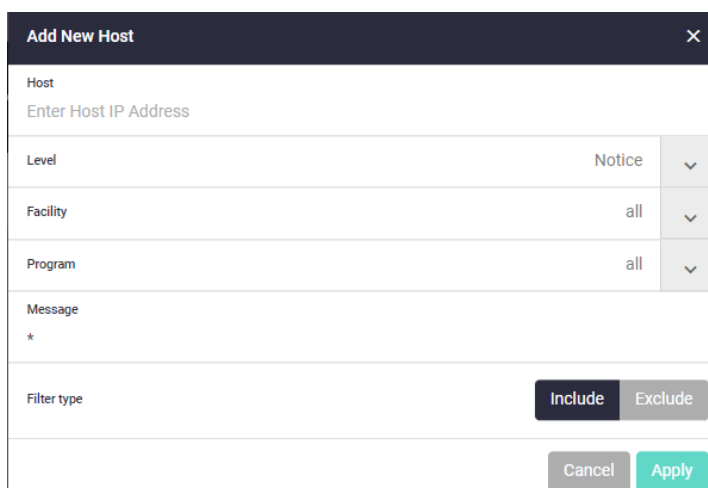 Add New Host
Host
Enter Host IP Address
Level Notice
Facility all
Program all
Message
*
Filter type Include Exclude
Cancel Apply